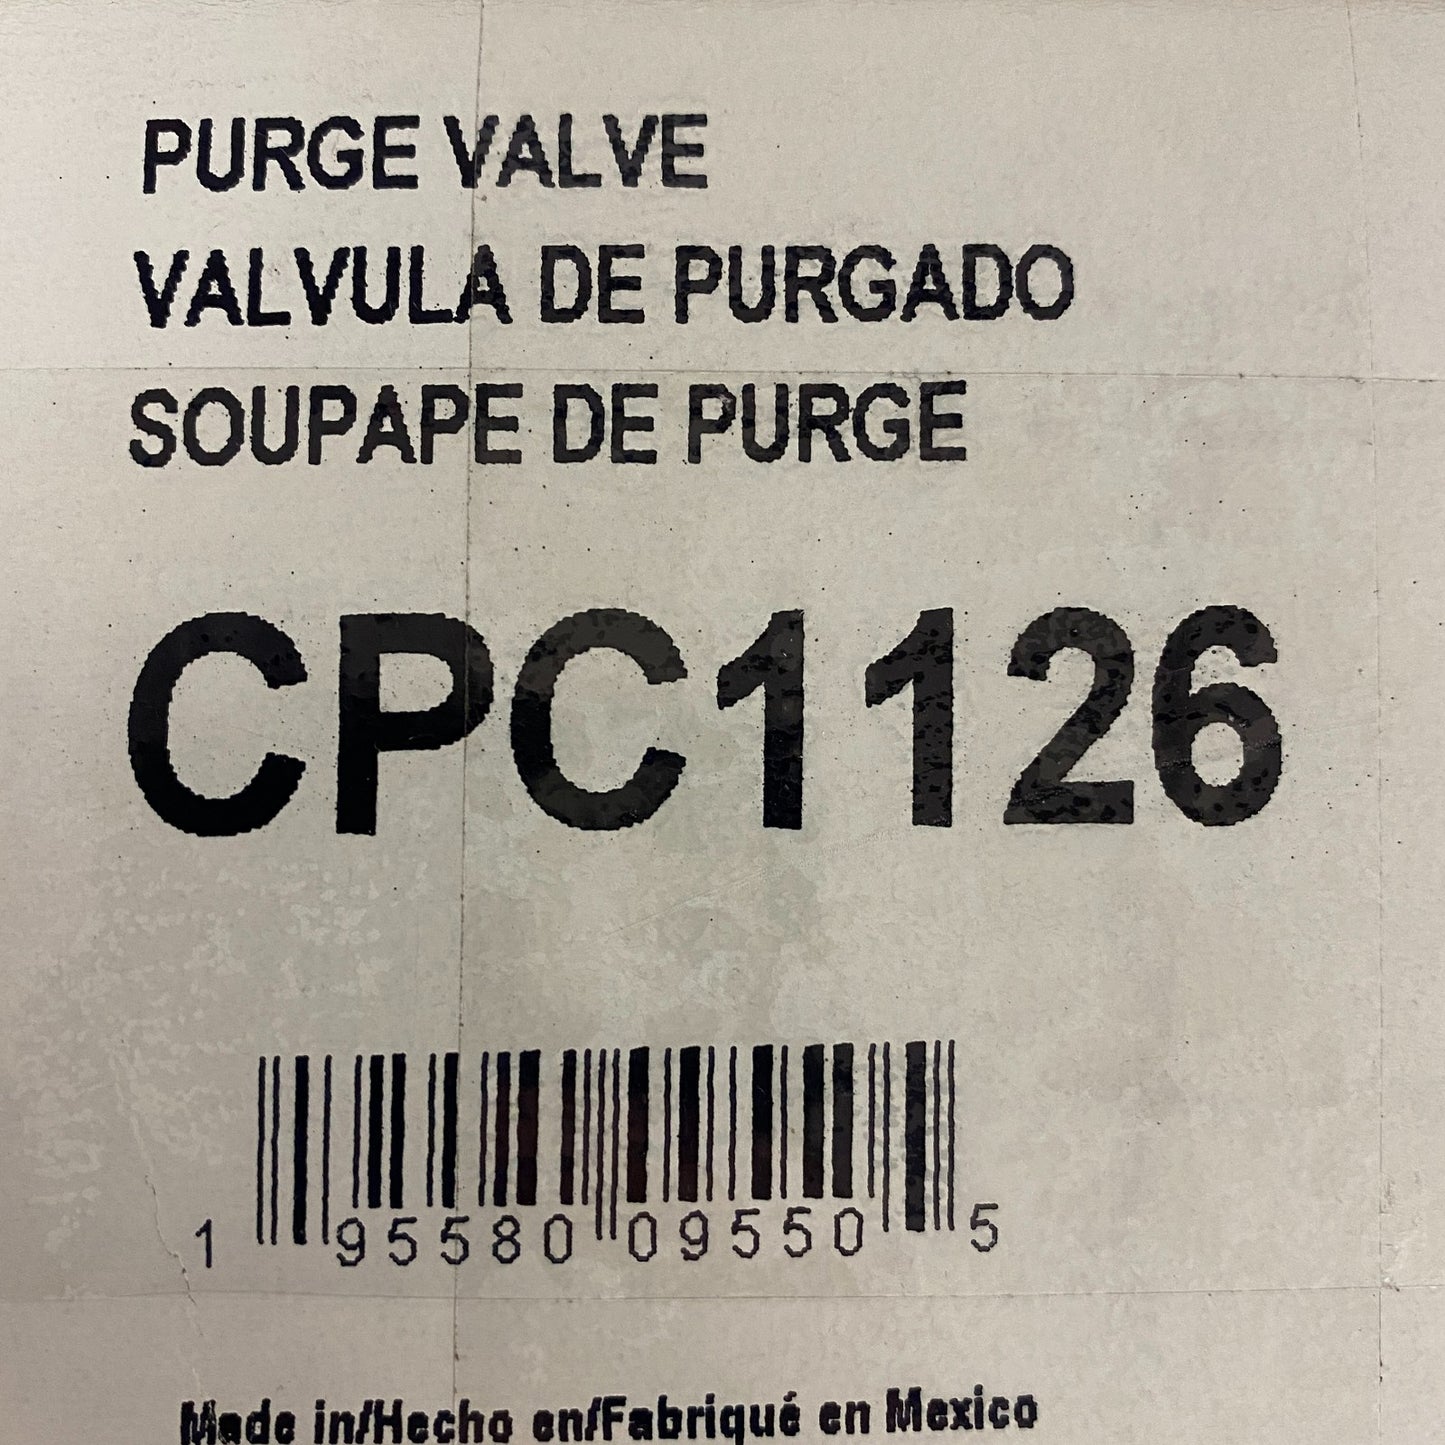 PURGE VALVE
VALVULA DE PURGADO
SOUPAPE DE PURGE
CPC1126
1 95580 09550 5
Made in/Hecho en/Fabriqué en Mexico